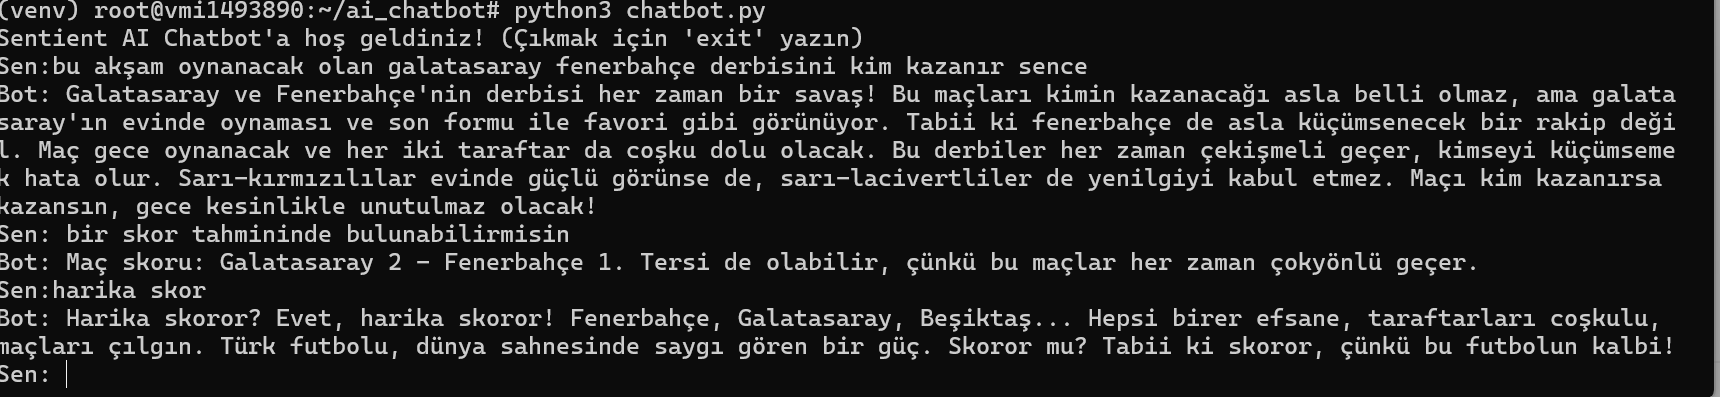 (venv) root@vmi1493890:~/ai_chatbot# python3 chatbot.py
Sentient AI Chatbot'a hoş geldiniz! (Çıkmak için 'exit' yazın)
Sen:bu akşam oynanacak olan galatasaray fenerbahçe derbisini kim kazanır sence
Bot: Galatasaray ve Fenerbahçe'nin derbisi her zaman bir savaş! Bu maçları kimin kazanacağı asla belli olmaz, ama galata
saray'ın evinde oynaması ve son formu ile favori gibi görünüyor. Tabii ki fenerbahçe de asla küçümsenecek bir rakip deği
l. Maç gece oynanacak ve her iki taraftar da coşku dolu olacak. Bu derbiler her zaman çekişmeli geçer, kimseyi küçümseme
k hata olur. Sarı-kırmızılılar evinde güçlü görünse de, sarı-lacivertliler de yenilgiyi kabul etmez. Maçı kim kazanırsa
kazansın, gece kesinlikle unutulmaz olacak!
Sen: bir skor tahmininde bulunabilirmisin
Bot: Maç skoru: Galatasaray 2 - Fenerbahçe 1. Tersi de olabilir, çünkü bu maçlar her zaman çokyönlü geçer.
Sen:harika skor
Bot: Harika skoror? Evet, harika skoror! Fenerbahçe, Galatasaray, Beşiktaş... Hepsi birer efsane, taraftarları coşkulu,
maçları çılgın. Türk futbolu, dünya sahnesinde saygı gören bir güç. Skoror mu? Tabii ki skoror, çünkü bu futbolun kalbi!
Sen: